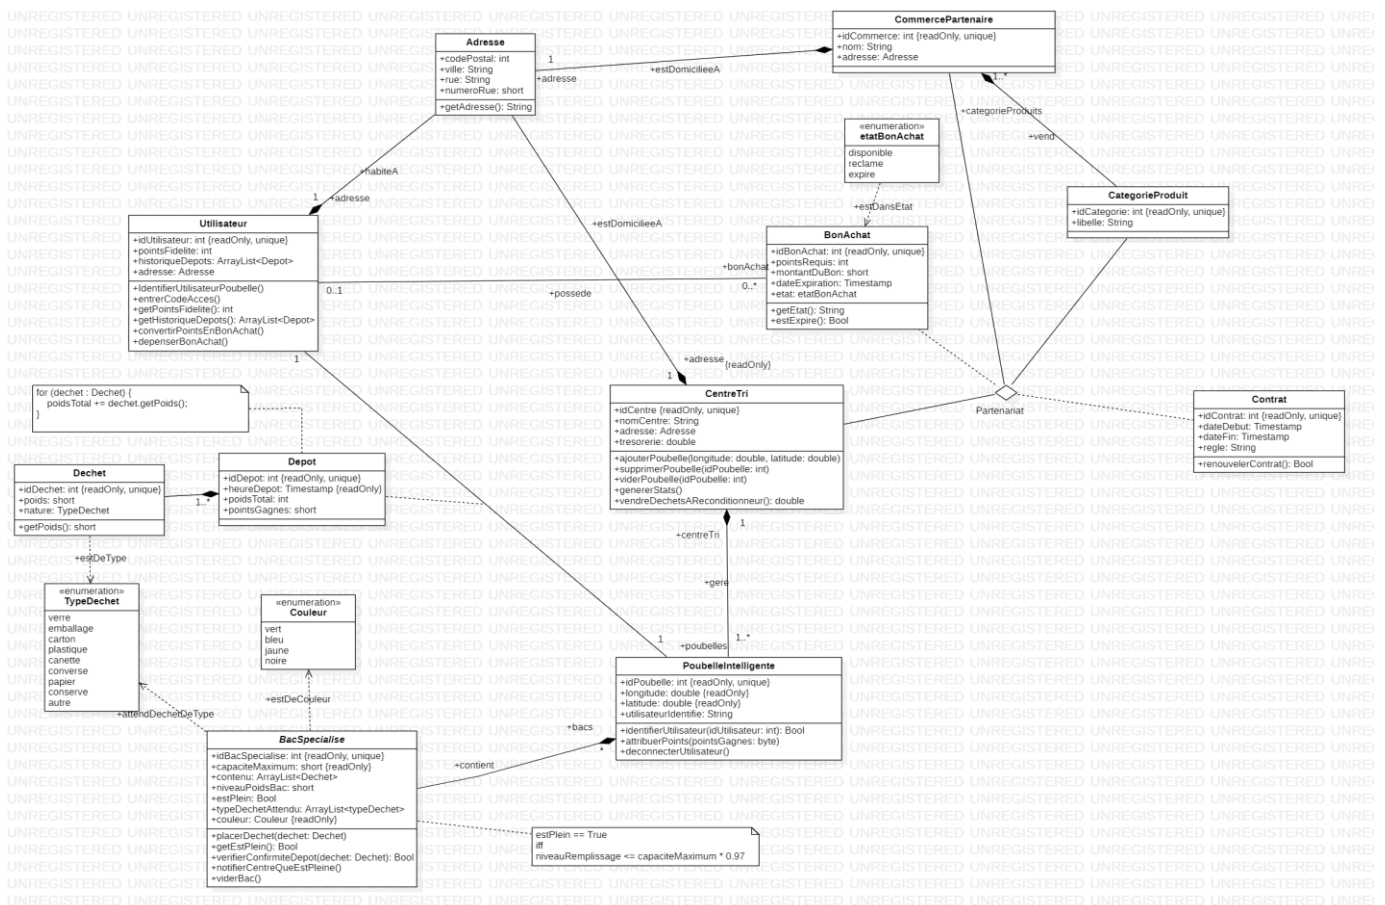 CommercePartenaire
+idCommerce: int {readOnly, unique}
+nom: String
+adresse: Adresse
Adresse
+codePostal: int
+ville: String
+rue: String
+numeroRue: short
+getAdresse(): String
1
+adresse
+estDomicilieeA
1..*
+categorieProduits
+vend
«enumeration»
etatBonAchat
disponible
reclame
expire
+estDansEtat
CategorieProduit
+idCategorie: int {readOnly, unique}
+libelle: String
+habiteA
1
+adresse
Utilisateur
+idUtilisateur: int {readOnly, unique}
+pointsFidelite: int
+historiqueDepots: ArrayList<Depot>
+adresse: Adresse
+IdentifierUtilisateurPoubelle()
+entrerCodeAcces()
+getPointsFidelite(): int
+getHistoriqueDepots(): ArrayList<Depot>
+convertirPointsEnBonAchat()
+depenserBonAchat()
+estDomicilieeA
BonAchat
+idBonAchat: int {readOnly, unique}
+pointsRequis: int
+montantDuBon: short
+dateExpiration: Timestamp
+etat: etatBonAchat
+getEtat(): String
+estExpire(): Bool
+bonAchat
0..1
+possede
0..*
1
+adresse
{readOnly}
1
for (dechet : Dechet) {
poidsTotal += dechet.getPoids();
}
CentreTri
+idCentre {readOnly, unique}
+nomCentre: String
+adresse: Adresse
+tresorerie: double
+ajouterPoubelle(longitude: double, latitude: double)
+supprimerPoubelle(idPoubelle: int)
+viderPoubelle(idPoubelle: int)
+genererStats()
+vendreDechetsAReconditionneur(): double
Partenariat
Contrat
+idContrat: int {readOnly, unique}
+dateDebut: Timestamp
+dateFin: Timestamp
+regle: String
+renouvelerContrat(): Bool
Dechet
+idDechet: int {readOnly, unique}
+poids: short
+nature: TypeDechet
+getPoids(): short
1..*
Depot
+idDepot: int {readOnly, unique}
+heureDepot: Timestamp {readOnly}
+poidsTotal: int
+pointsGagnes: short
1
+centreTri
+estDeType
+gere
«enumeration»
TypeDechet
verre
emballage
carton
plastique
canette
converse
papier
conserve
autre
«enumeration»
Couleur
vert
bleu
jaune
noire
1
1..*
+poubelles
PoubelleIntelligente
+idPoubelle: int {readOnly, unique}
+longitude: double {readOnly}
+latitude: double {readOnly}
+utilisateurIdentifie: String
+identifierUtilisateur(idUtilisateur: int): Bool
+attribuerPoints(pointsGagnes: byte)
+deconnecterUtilisateur()
+estDeCouleur
+attendDechetDeType
+bacs
*
+contient
BacSpecialise
+idBacSpecialise: int {readOnly, unique}
+capaciteMaximum: short {readOnly}
+contenu: ArrayList<Dechet>
+niveauPoidsBac: short
+estPlein: Bool
+typeDechetAttendu: ArrayList<typeDechet>
+couleur: Couleur {readOnly}
+placerDechet(dechet: Dechet)
+getEstPlein(): Bool
+verifierConfirmiteDepot(dechet: Dechet): Bool
+notifierCentreQueEstPleine()
+viderBac()
estPlein == True
iff
niveauRemplissage <= capaciteMaximum * 0.97